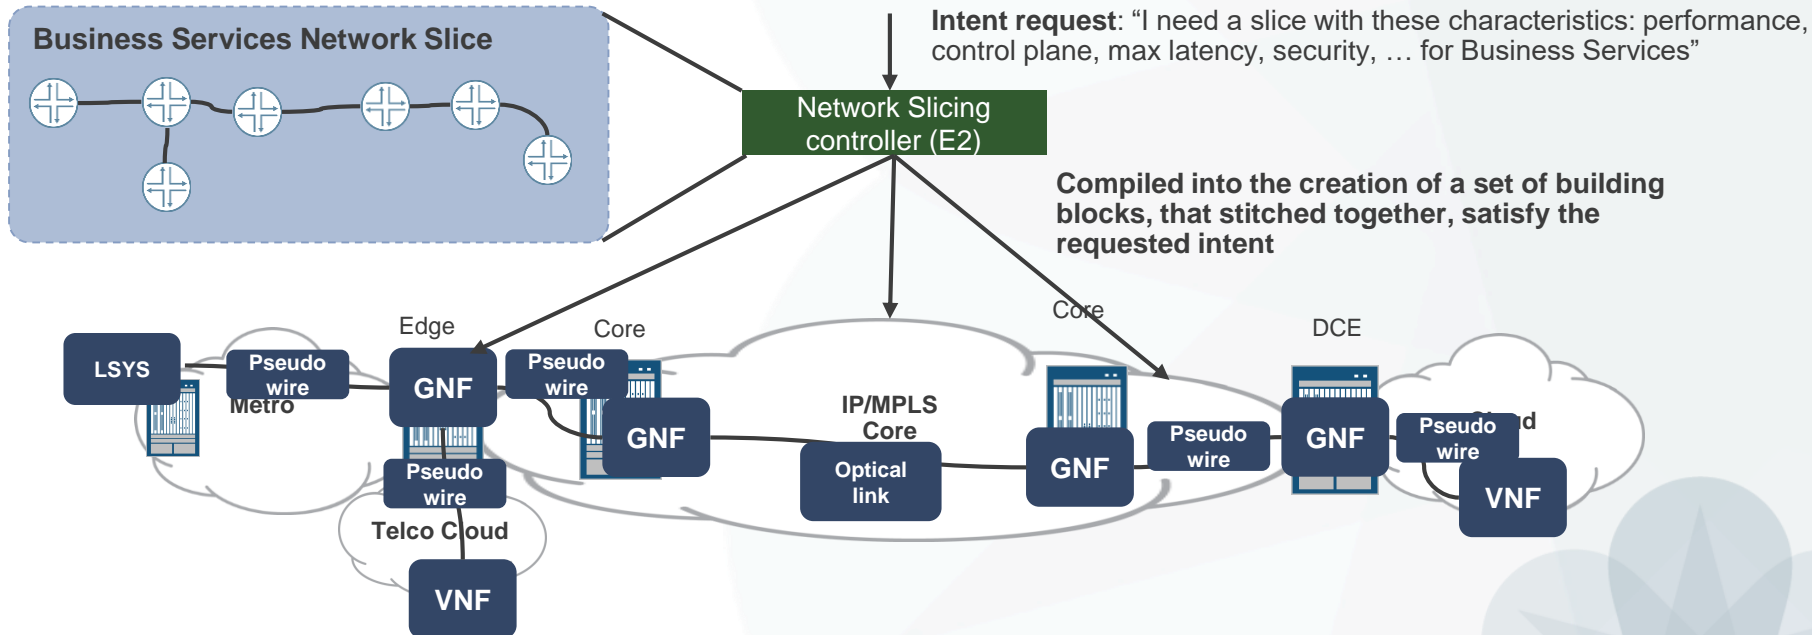 Business Services Network Slice
Intent request: “I need a slice with these characteristics: performance,
control plane, max latency, security, … for Business Services”
Network Slicing
controller (E2)
Compiled into the creation of a set of building
blocks, that stitched together, satisfy the
requested intent
Edge
Core
Core
DCE
LSYS
Pseudo
wire
Metro
GNF
Pseudo
wire
GNF
IP/MPLS
Core
Optical
link
GNF
Pseudo
wire
GNF
Pseudo
wire
VNF
Pseudo
wire
Telco Cloud
VNF